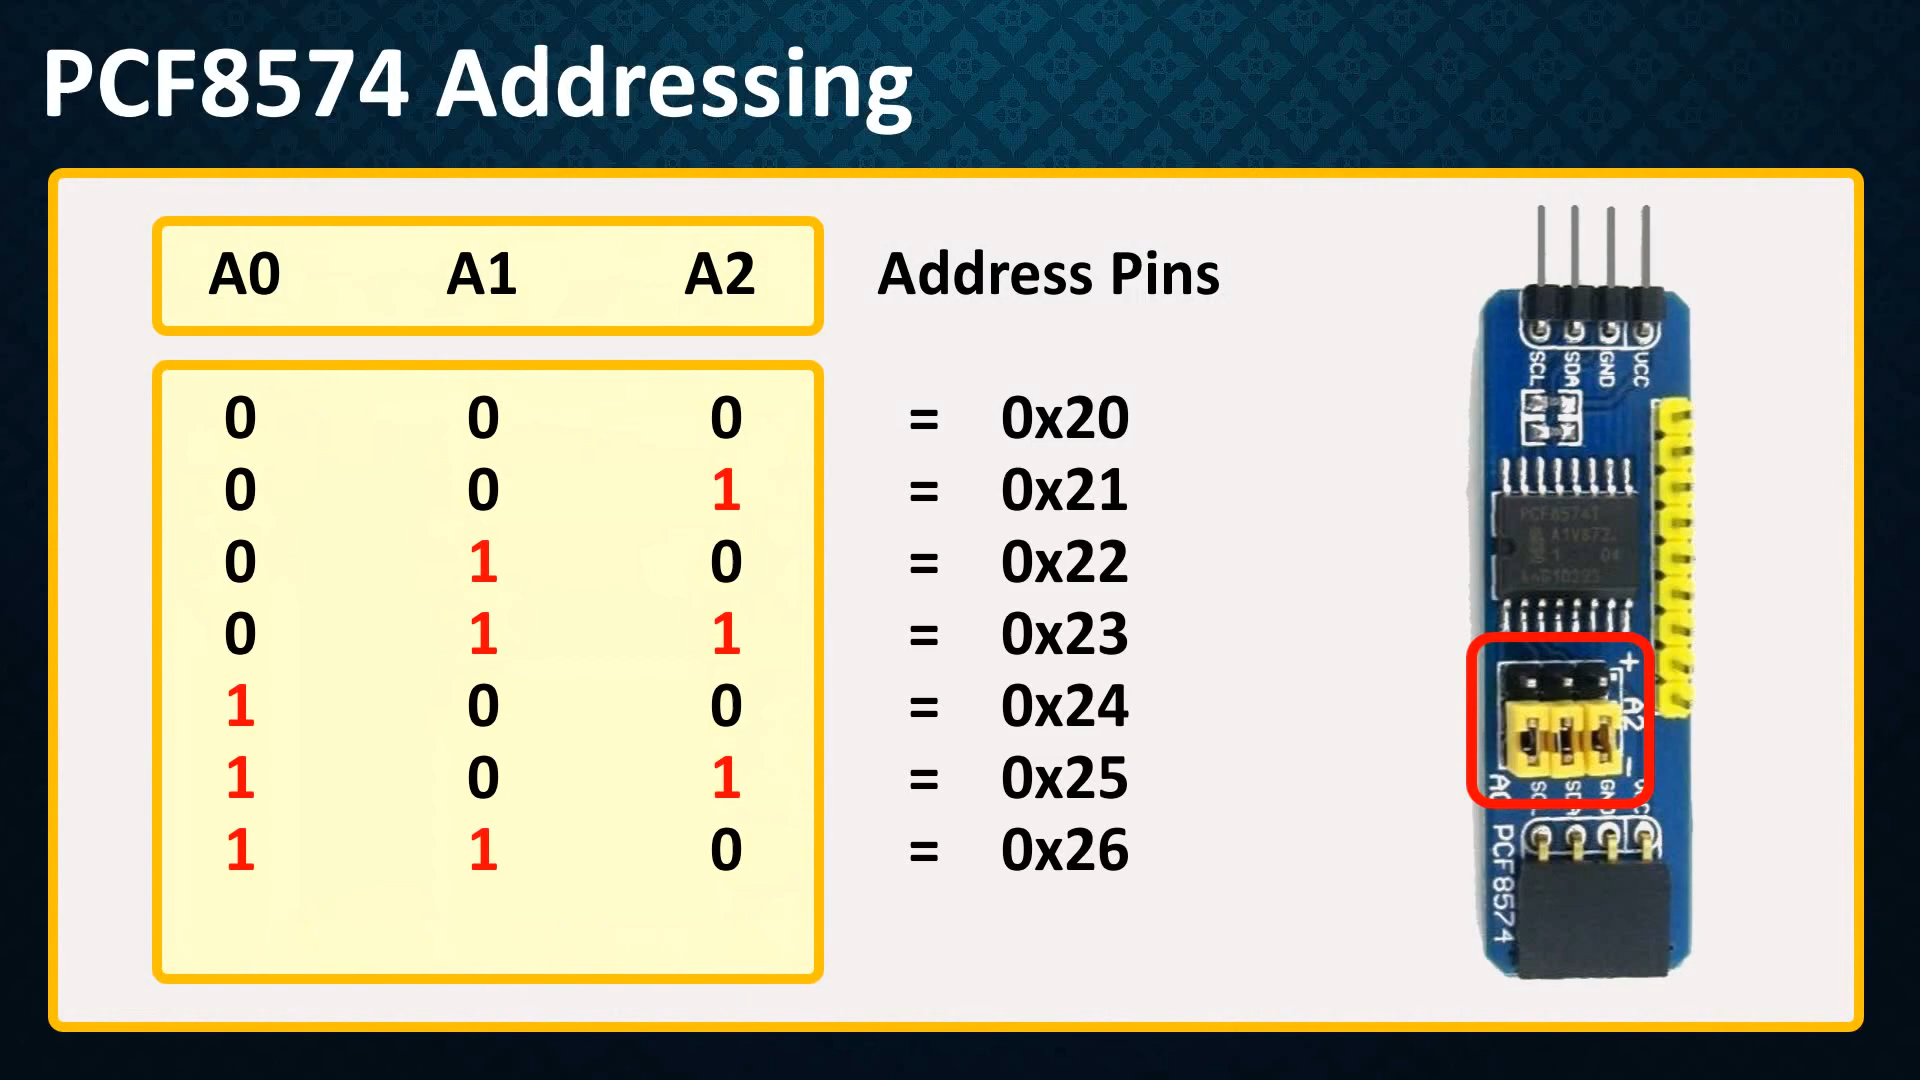 PCF8574 Addressing
A0 A1 A2 Address Pins
0 0 0 = 0x20
0 0 1 = 0x21
0 1 0 = 0x22
0 1 1 = 0x23
1 0 0 = 0x24
1 0 1 = 0x25
1 1 0 = 0x26
SCL SDA GND VCC
PCF8574T
+
A2
-
PCF8574